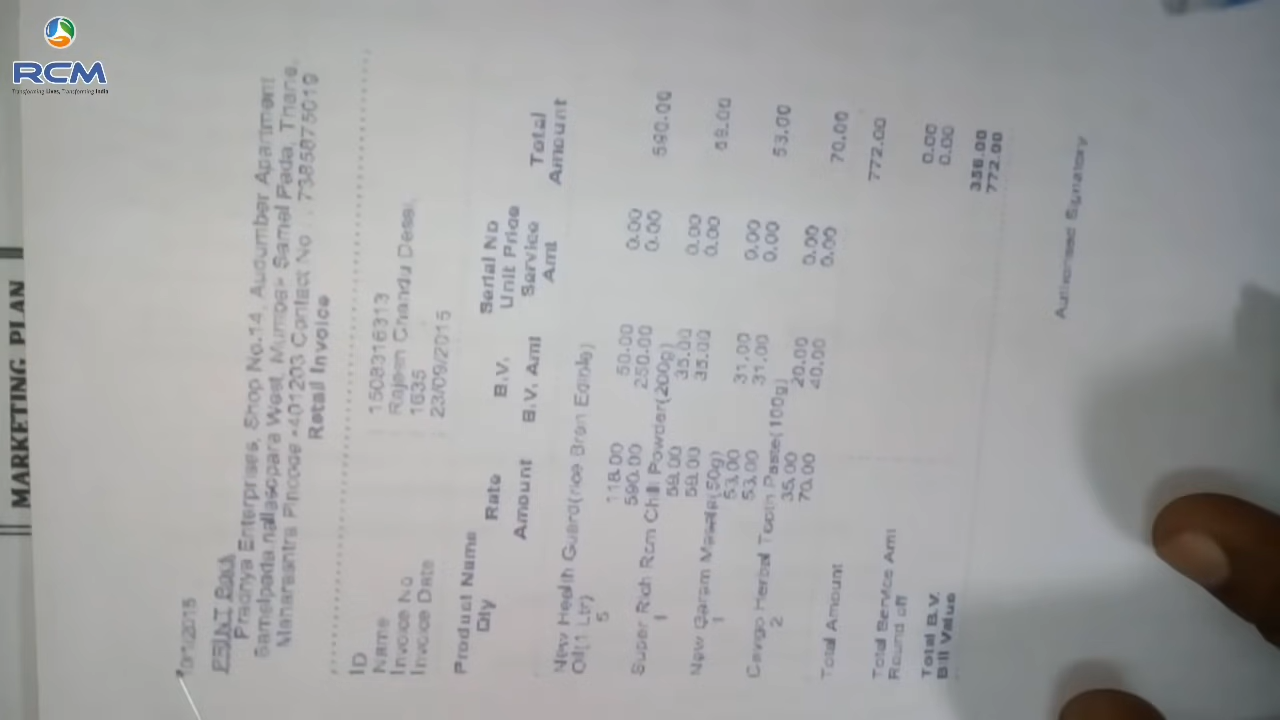 RCM
Transforming Lives, Transforming India
MARKETING PLAN
PRINT Back
Pradnya Enterprises, Shop No.14, Audumber Apartment
Samelpada nallasopara West, Mumbai- Samel Pada, Thane,
Maharashtra Pincode -401203 Contact No : 7385875019
Retail Invoice
ID : 1508316313
Name : Rajesh Chandu Desai
Invoice No : 1635
Invoice Date : 23/09/2015
Product Name Serial No
Qty Rate B.V. Unit Price Total
Amount B.V. Amt Service Amt Amount
New Health Guard(rice Bran Edible)
Oil(1 Ltr)
5 118.00 50.00 0.00
590.00 250.00 0.00 590.00
Super Rich Rcm Chilli Powder(200g)
1 35.00 0.00
35.00 0.00
New Garam Masala(50g)
1 53.00 31.00 0.00
53.00 31.00 0.00 53.00
Herbal Tooth Paste(100g)
2 35.00 20.00 0.00
70.00 40.00 0.00 70.00
Total Amount 772.00
Total Service Amt 0.00
Round off 0.00
Total B.V. 356.00
Bill Value 772.00
Authorised Signatory